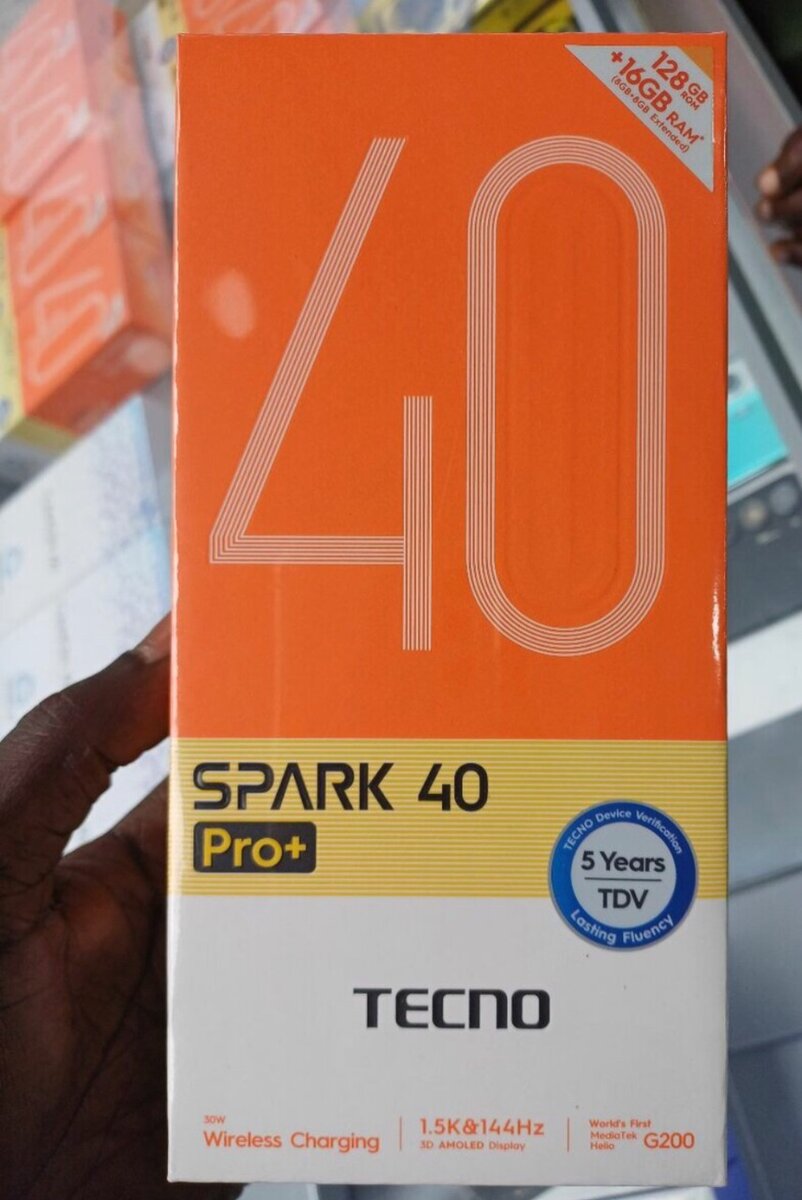 128GB ROM
+16GB RAM*
(8GB+8GB Extended)
40
SPARK 40
Pro+
TECNO Device Verification
5 Years
TDV
Lasting Fluency
TECNO
30W
Wireless Charging
1.5K&144Hz
3D AMOLED Display
World's First
MediaTek
Helio G200